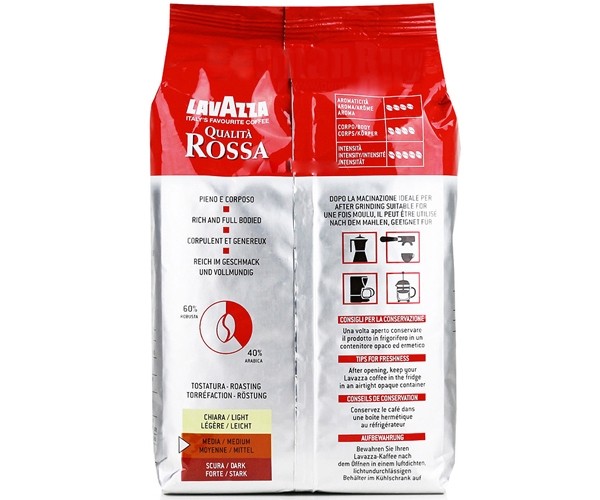 LAVAZZA
ITALY'S FAVOURITE COFFEE
QUALITÀ
ROSSA
PIENO E CORPOSO
RICH AND FULL BODIED
CORPULENT ET GENEREUX
REICH IM GESCHMACK
UND VOLLMUNDIG
60%
ROBUSTA
40%
ARABICA
TOSTATURA - ROASTING
TORRÉFACTION - RÖSTUNG
CHIARA / LIGHT
LÉGÈRE / LEICHT
MEDIA / MEDIUM
MOYENNE / MITTEL
SCURA / DARK
FORTE / STARK
AROMATICITÀ
AROMA/ARÔME
AROMA
CORPO/BODY
CORPS/KÖRPER
INTENSITÀ
INTENSITY/INTENSITÉ
INTENSITÄT
DOPO LA MACINAZIONE IDEALE PER
AFTER GRINDING SUITABLE FOR
UNE FOIS MOULU, IL PEUT ÊTRE UTILISE
NACH DEM MAHLEN, GEEIGNET FUR
CONSIGLI PER LA CONSERVAZIONE
Una volta aperto conservare
il prodotto in frigorifero in un
contenitore opaco ed ermetico
TIPS FOR FRESHNESS
After opening, keep your
Lavazza coffee in the fridge
in an airtight opaque container
CONSEILS DE CONSERVATION
Conservez le café dans
une boîte hermétique
au réfrigérateur
AUFBEWAHRUNG
Bewahren Sie Ihren
Lavazza-Kaffee nach
dem Öffnen in einem luftdichten,
lichtundurchlässigen
Behälter im Kühlschrank auf